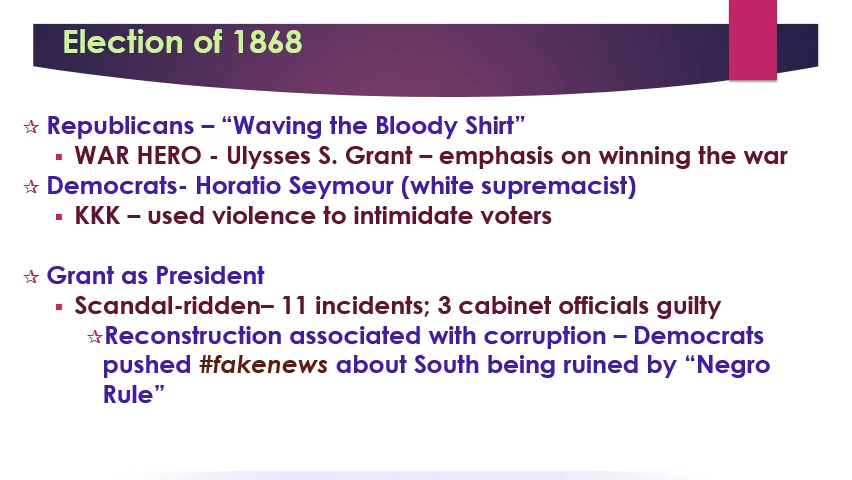 Election of 1868
☆ Republicans – “Waving the Bloody Shirt”
▪ WAR HERO - Ulysses S. Grant – emphasis on winning the war
☆ Democrats- Horatio Seymour (white supremacist)
▪ KKK – used violence to intimidate voters
☆ Grant as President
▪ Scandal-ridden– 11 incidents; 3 cabinet officials guilty
☆Reconstruction associated with corruption – Democrats
pushed #fakenews about South being ruined by “Negro
Rule”